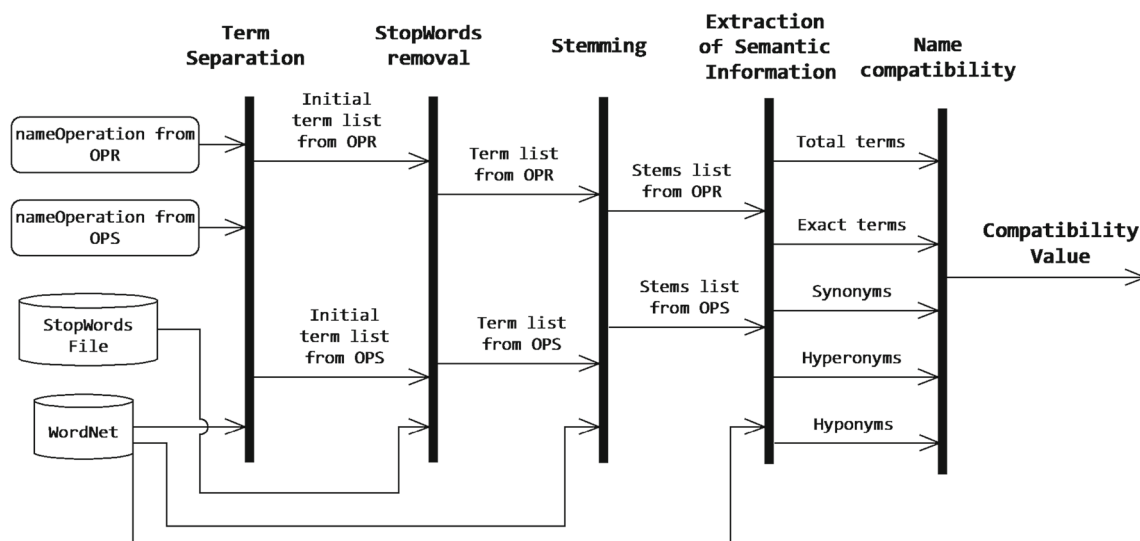 Term
Separation
StopWords
removal
Stemming
Extraction
of Semantic
Information
Name
compatibility
nameOperation from
OPR
nameOperation from
OPS
StopWords
File
WordNet
Initial
term list
from OPR
Initial
term list
from OPS
Term list
from OPR
Term list
from OPS
Stems list
from OPR
Stems list
from OPS
Total terms
Exact terms
Synonyms
Hyperonyms
Hyponyms
Compatibility
Value